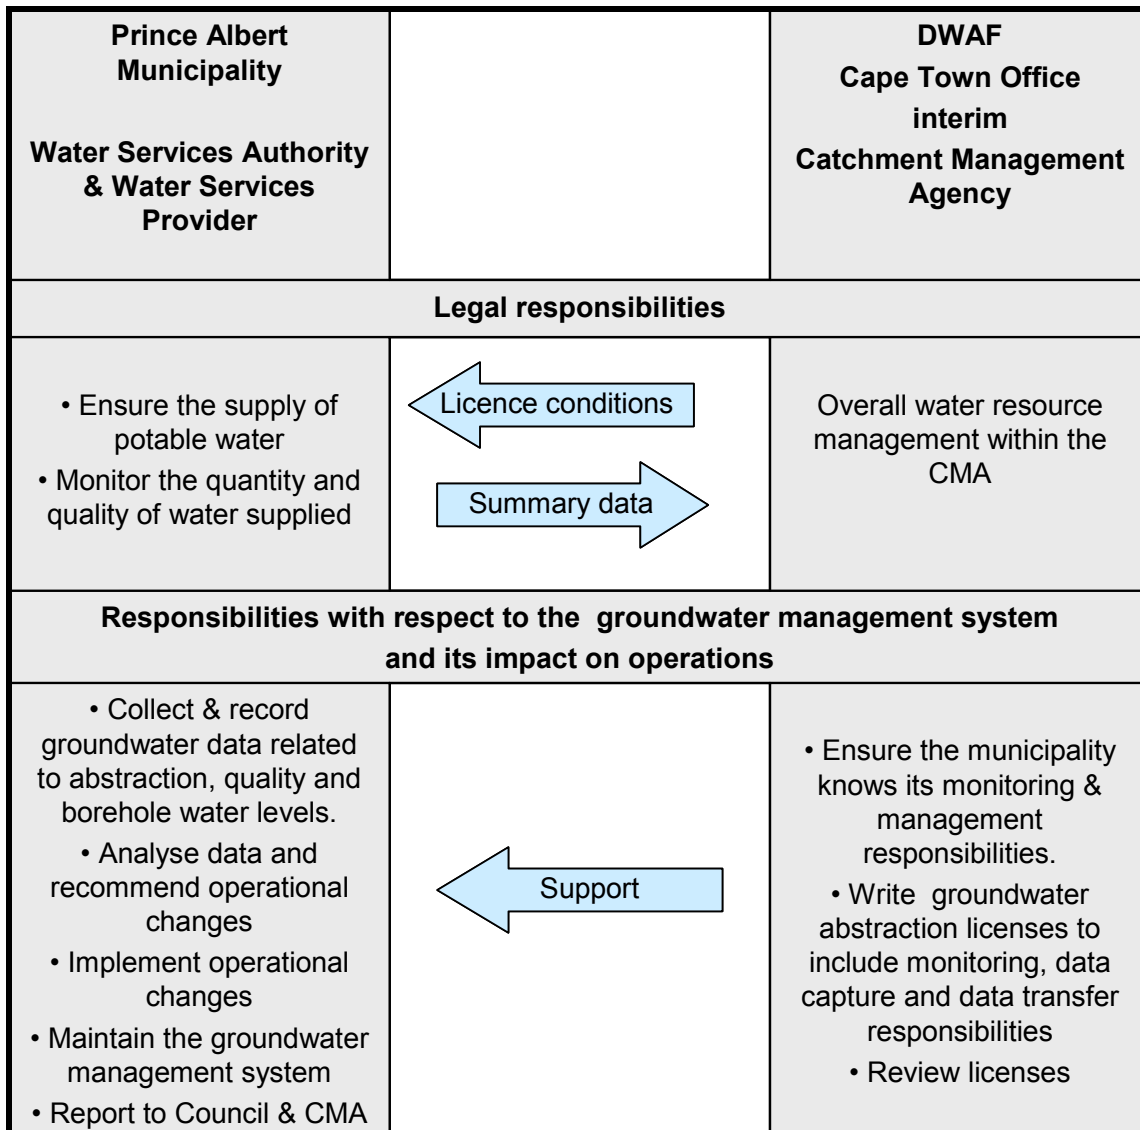 Prince Albert
Municipality
Water Services Authority
& Water Services
Provider
DWAF
Cape Town Office
interim
Catchment Management
Agency
Legal responsibilities
• Ensure the supply of
potable water
• Monitor the quantity and
quality of water supplied
Licence conditions
Summary data
Overall water resource
management within the
CMA
Responsibilities with respect to the groundwater management system
and its impact on operations
• Collect & record
groundwater data related
to abstraction, quality and
borehole water levels.
• Analyse data and
recommend operational
changes
• Implement operational
changes
• Maintain the groundwater
management system
• Report to Council & CMA
Support
• Ensure the municipality
knows its monitoring &
management
responsibilities.
• Write groundwater
abstraction licenses to
include monitoring, data
capture and data transfer
responsibilities
• Review licenses